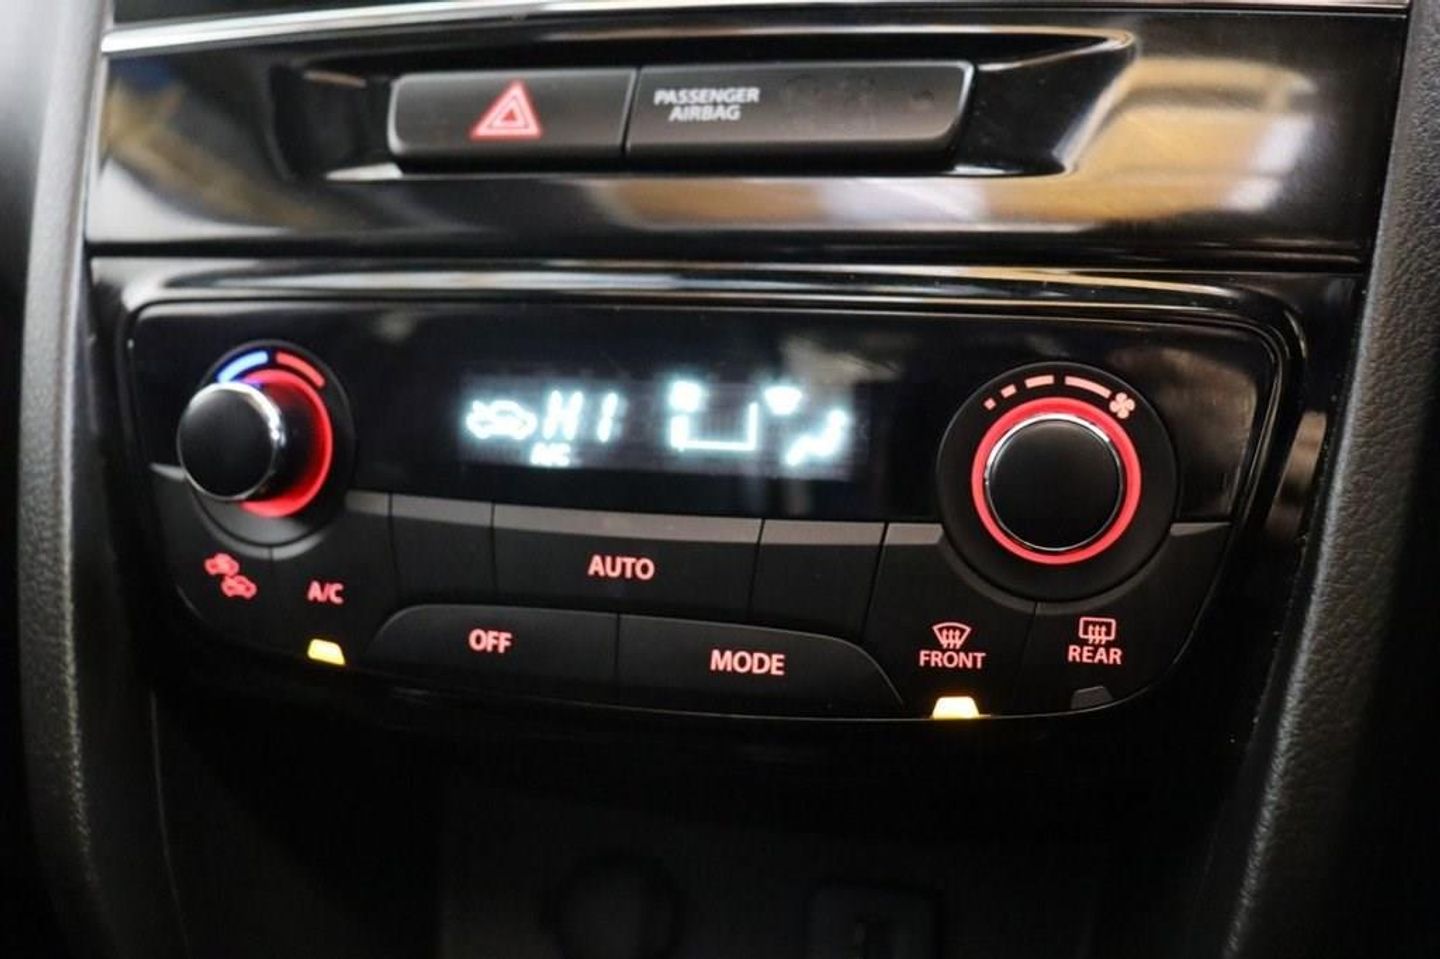 PASSENGER
AIRBAG
HI
A/C
A/C
AUTO
OFF
MODE
FRONT
REAR